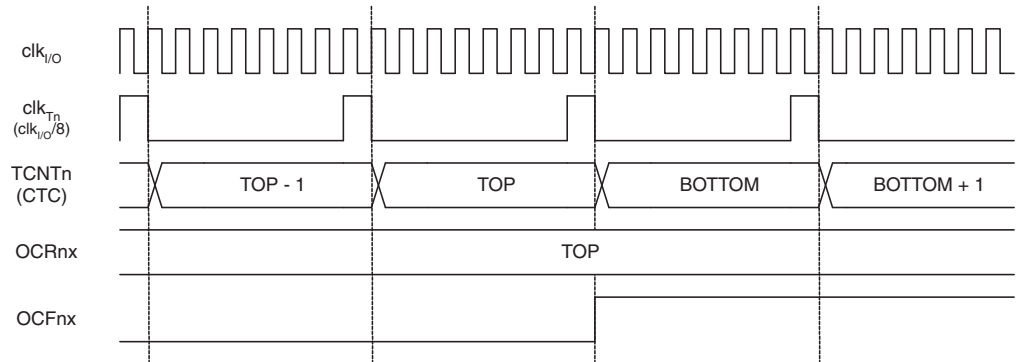 clkI/O
clkTn
(clkI/O/8)
TCNTn
(CTC)
TOP - 1
TOP
BOTTOM
BOTTOM + 1
OCRnx
TOP
OCFnx